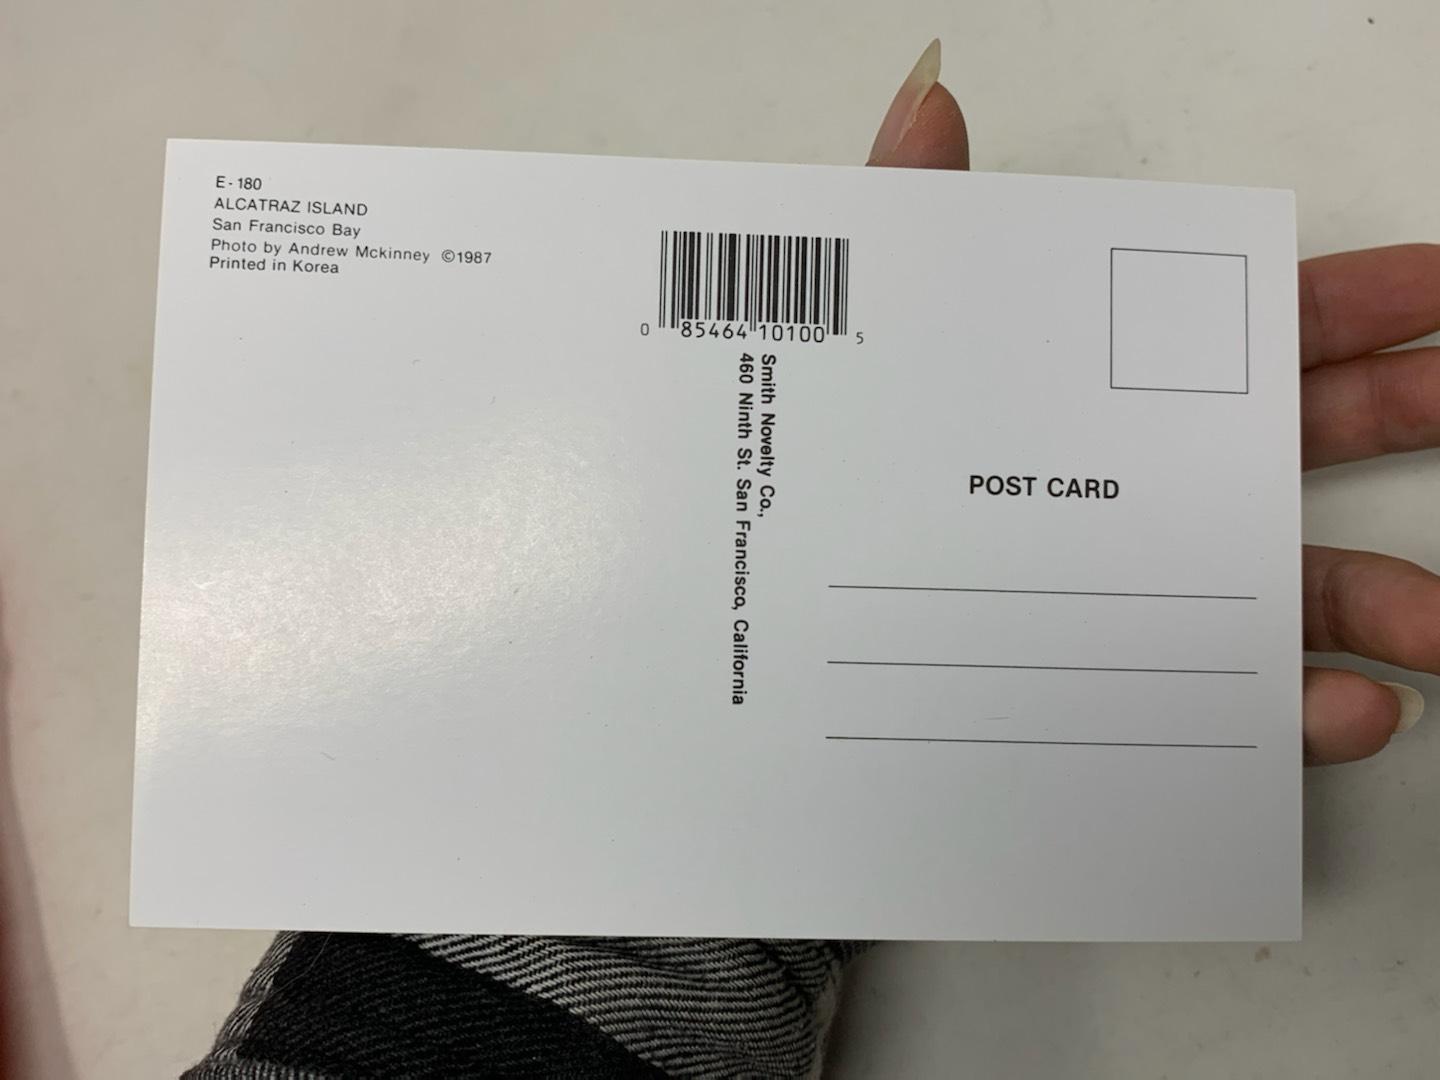 E-180
ALCATRAZ ISLAND
San Francisco Bay
Photo by Andrew Mckinney ©1987
Printed in Korea
0 85464 10100 5
Smith Novelty Co.,
460 Ninth St. San Francisco, California
POST CARD